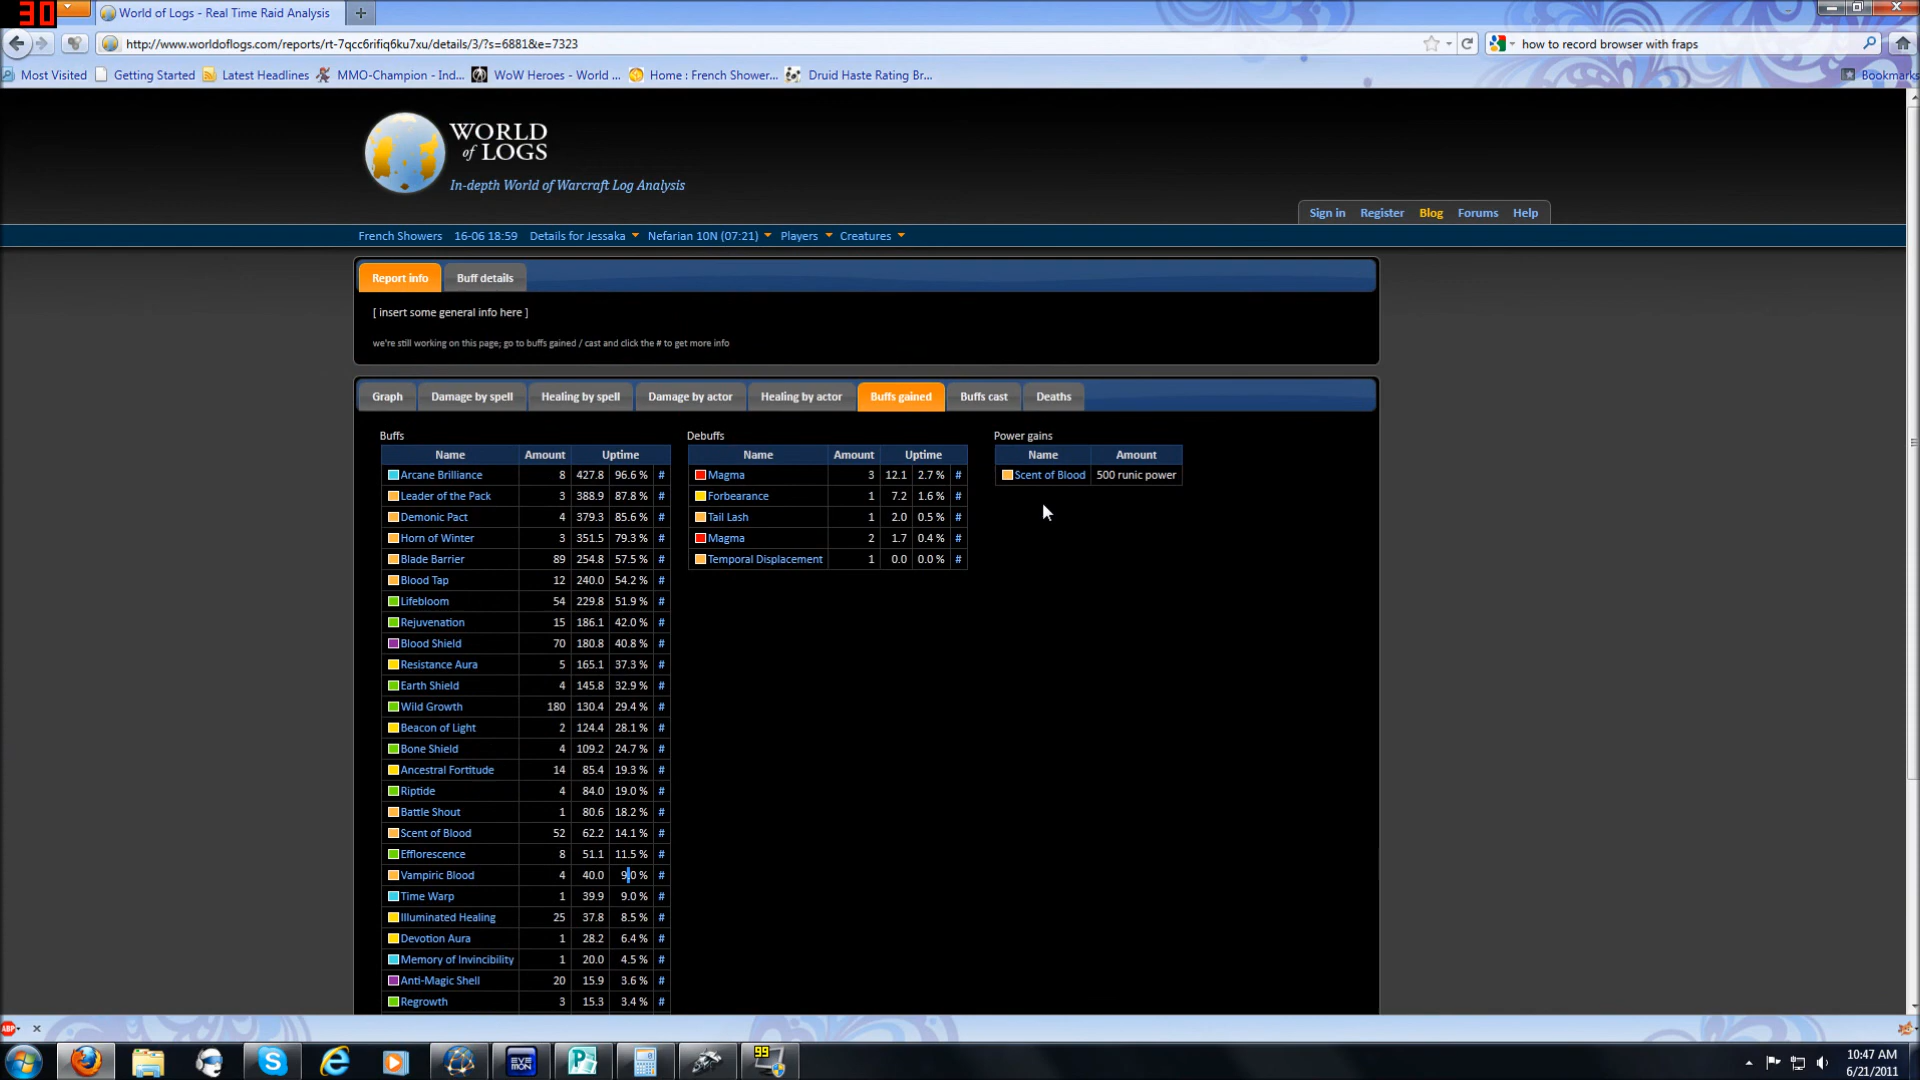 30
World of Logs - Real Time Raid Analysis
http://www.worldoflogs.com/reports/rt-7qcc6rifiq6ku7xu/details/3/?s=6881&e=7323
how to record browser with fraps
Most Visited Getting Started Latest Headlines MMO-Champion - Ind... WoW Heroes - World ... Home : French Shower... Druid Haste Rating Br... Bookmarks
WORLD
of LOGS
In-depth World of Warcraft Log Analysis
Sign in Register Blog Forums Help
French Showers 16-06 18:59 Details for Jessaka Nefarian 10N (07:21) Players Creatures
Report info Buff details
[ insert some general info here ]
we're still working on this page; go to buffs gained / cast and click the # to get more info
Graph Damage by spell Healing by spell Damage by actor Healing by actor Buffs gained Buffs cast Deaths
Buffs
Name Amount Uptime
Arcane Brilliance 8 427.8 96.6 % #
Leader of the Pack 3 388.9 87.8 % #
Demonic Pact 4 379.3 85.6 % #
Horn of Winter 3 351.5 79.3 % #
Blade Barrier 89 254.8 57.5 % #
Blood Tap 12 240.0 54.2 % #
Lifebloom 54 229.8 51.9 % #
Rejuvenation 15 186.1 42.0 % #
Blood Shield 70 180.8 40.8 % #
Resistance Aura 5 165.1 37.3 % #
Earth Shield 4 145.8 32.9 % #
Wild Growth 180 130.4 29.4 % #
Beacon of Light 2 124.4 28.1 % #
Bone Shield 4 109.2 24.7 % #
Ancestral Fortitude 14 85.4 19.3 % #
Riptide 4 84.0 19.0 % #
Battle Shout 1 80.6 18.2 % #
Scent of Blood 52 62.2 14.1 % #
Efflorescence 8 51.1 11.5 % #
Vampiric Blood 4 40.0 9.0 % #
Time Warp 1 39.9 9.0 % #
Illuminated Healing 25 37.8 8.5 % #
Devotion Aura 1 28.2 6.4 % #
Memory of Invincibility 1 20.0 4.5 % #
Anti-Magic Shell 20 15.9 3.6 % #
Regrowth 3 15.3 3.4 % #
Debuffs
Name Amount Uptime
Magma 3 12.1 2.7 % #
Forbearance 1 7.2 1.6 % #
Tail Lash 1 2.0 0.5 % #
Magma 2 1.7 0.4 % #
Temporal Displacement 1 0.0 0.0 % #
Power gains
Name Amount
Scent of Blood 500 runic power
ABP
EVE
MON
99
10:47 AM
6/21/2011